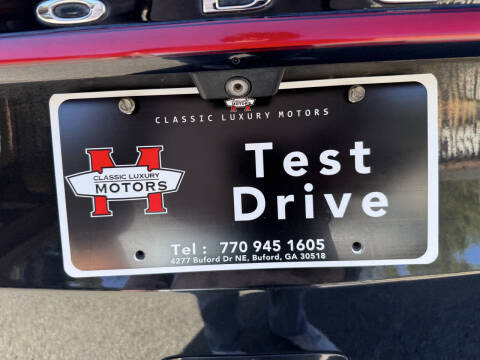 CLASSIC LUXURY MOTORS
CLASSIC LUXURY
MOTORS
Test
Drive
Tel : 770 945 1605
4277 Buford Dr NE, Buford, GA 30518